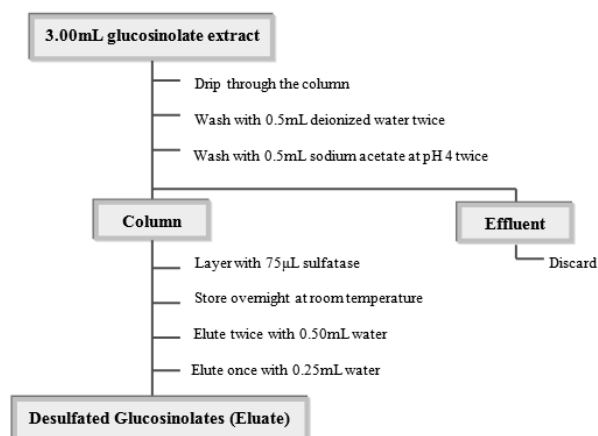 3.00mL glucosinolate extract
Drip through the column
Wash with 0.5mL deionized water twice
Wash with 0.5mL sodium acetate at pH 4 twice
Column
Effluent
Layer with 75µL sulfatase
Discard
Store overnight at room temperature
Elute twice with 0.50mL water
Elute once with 0.25mL water
Desulfated Glucosinolates (Eluate)